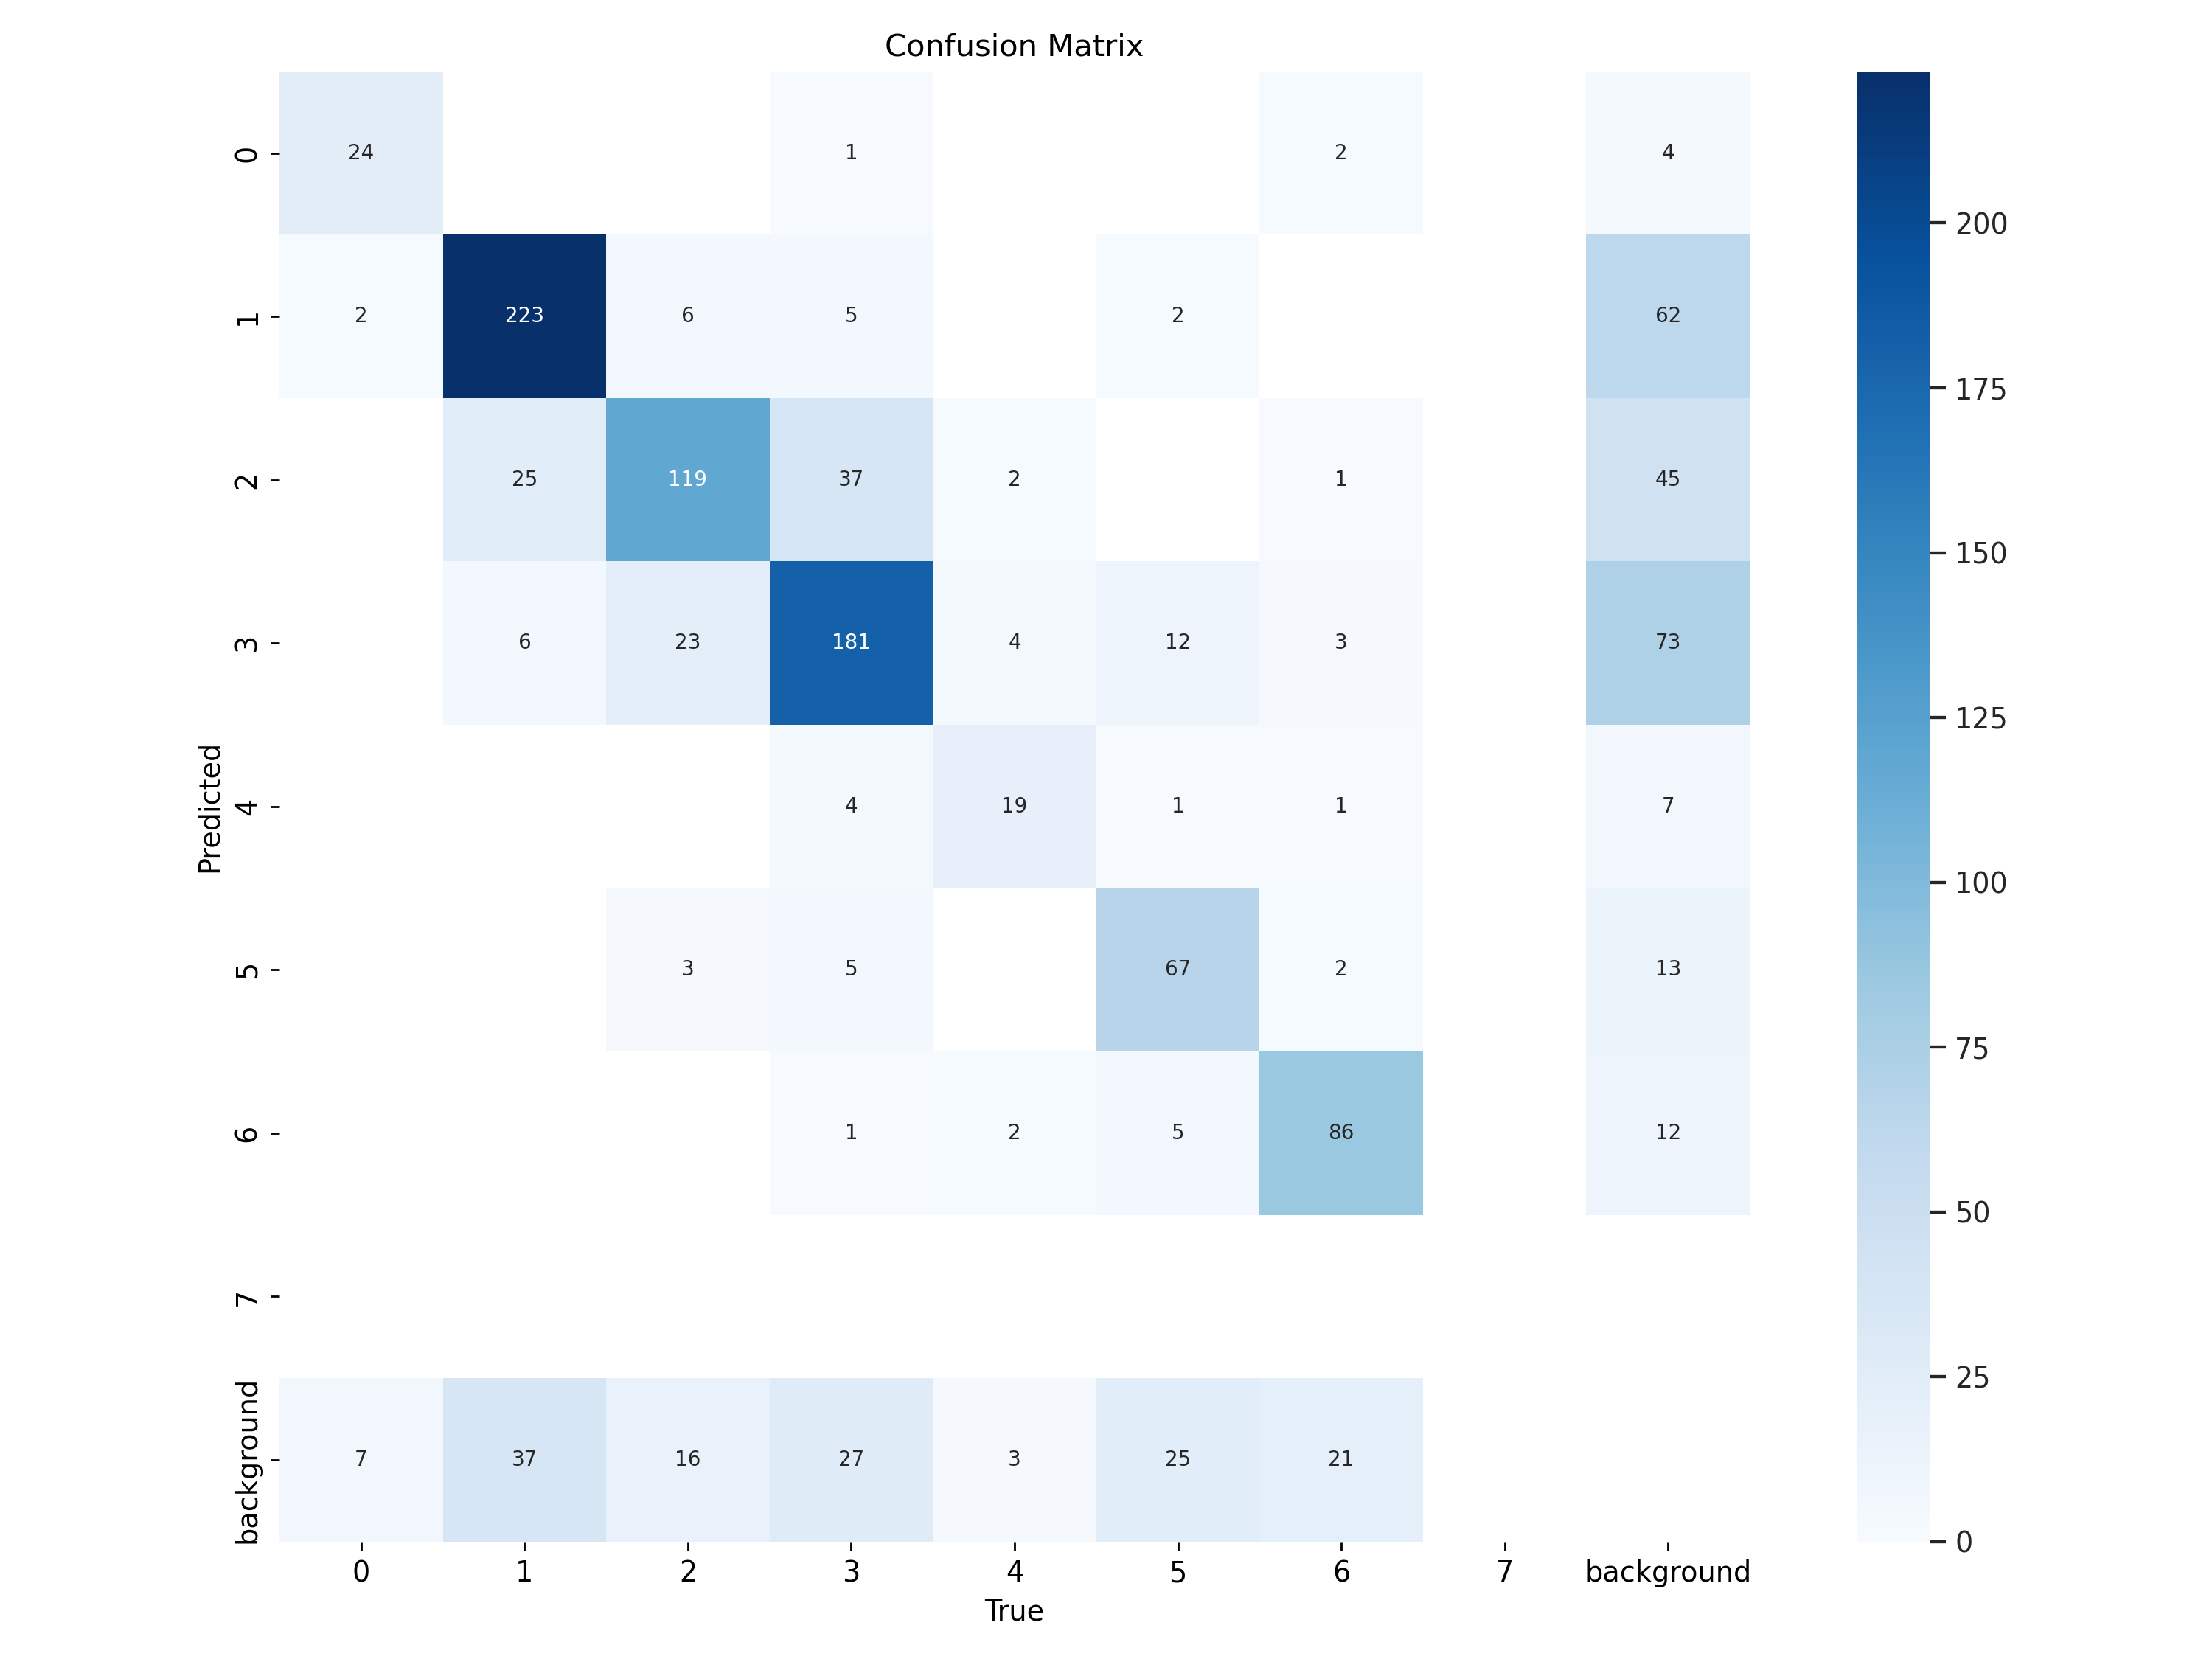 Confusion Matrix
0 24 1 2 4
1 2 223 6 5 2 62
2 25 119 37 2 1 45
3 6 23 181 4 12 3 73
4 4 19 1 1 7
5 3 5 67 2 13
6 1 2 5 86 12
7
background 7 37 16 27 3 25 21
0 1 2 3 4 5 6 7 background
True
Predicted
200
175
150
125
100
75
50
25
0